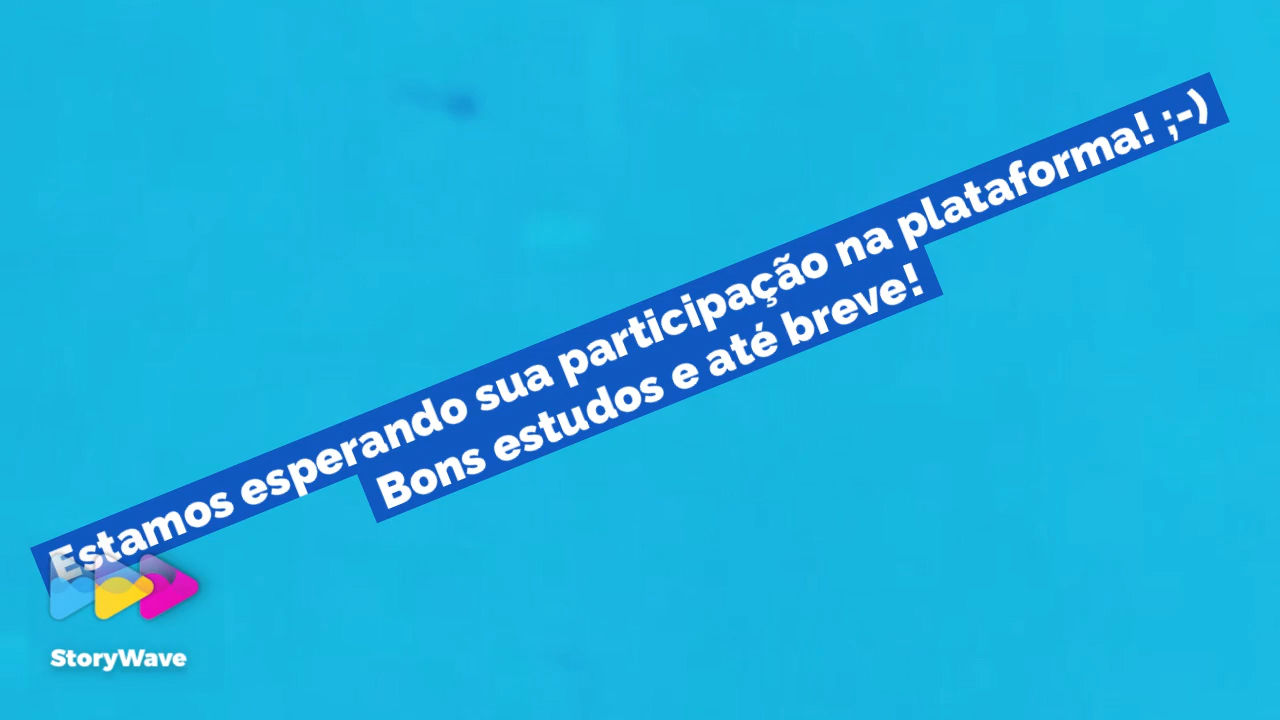 Estamos esperando sua participação na plataforma! ;-)
Bons estudos e até breve!
StoryWave